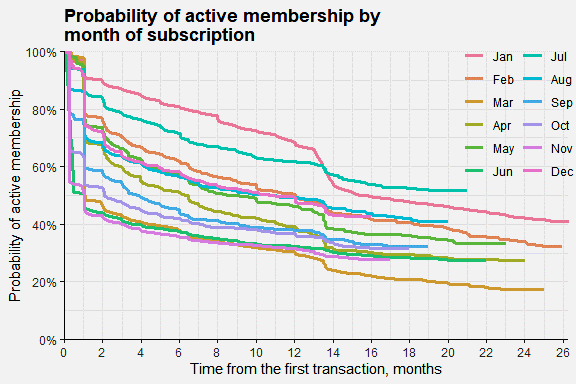 Probability of active membership by
month of subscription
Probability of active membership
100%
80%
60%
40%
20%
0%
Jan
Feb
Mar
Apr
May
Jun
Jul
Aug
Sep
Oct
Nov
Dec
0 2 4 6 8 10 12 14 16 18 20 22 24 26
Time from the first transaction, months